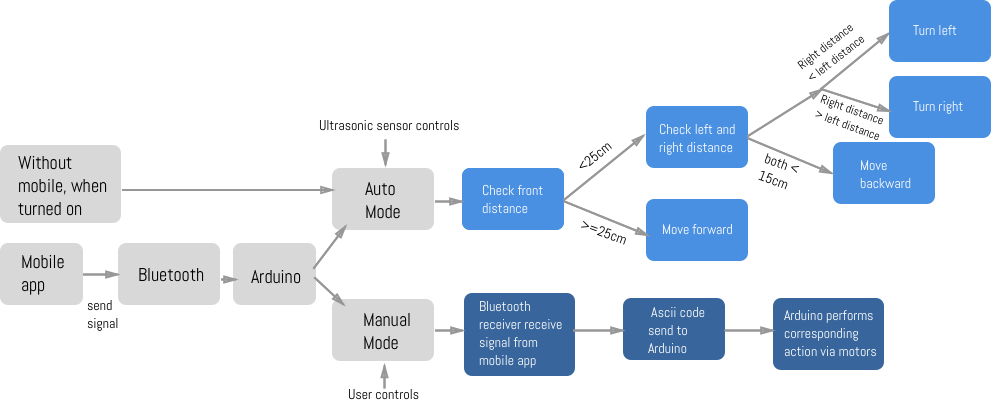 Turn left
Right distance
< left distance
Turn right
Right distance
> left distance
Ultrasonic sensor controls
Check left and
right distance
<25cm
both <
15cm
Move
backward
Without
mobile, when
turned on
Auto
Mode
Check front
distance
>=25cm
Move forward
Mobile
app
send
signal
Bluetooth
Arduino
Manual
Mode
Bluetooth
receiver receive
signal from
mobile app
Ascii code
send to
Arduino
Arduino performs
corresponding
action via motors
User controls